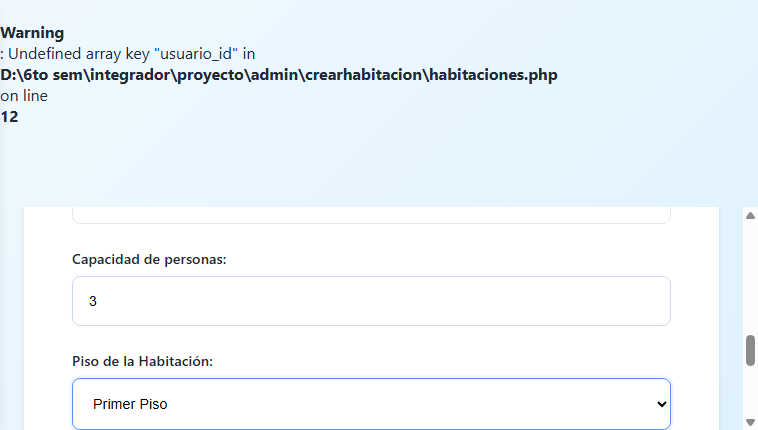 Warning
: Undefined array key "usuario_id" in
D:\6to sem\integrador\proyecto\admin\crearhabitacion\habitaciones.php
on line
12
Capacidad de personas:
3
Piso de la Habitación:
Primer Piso